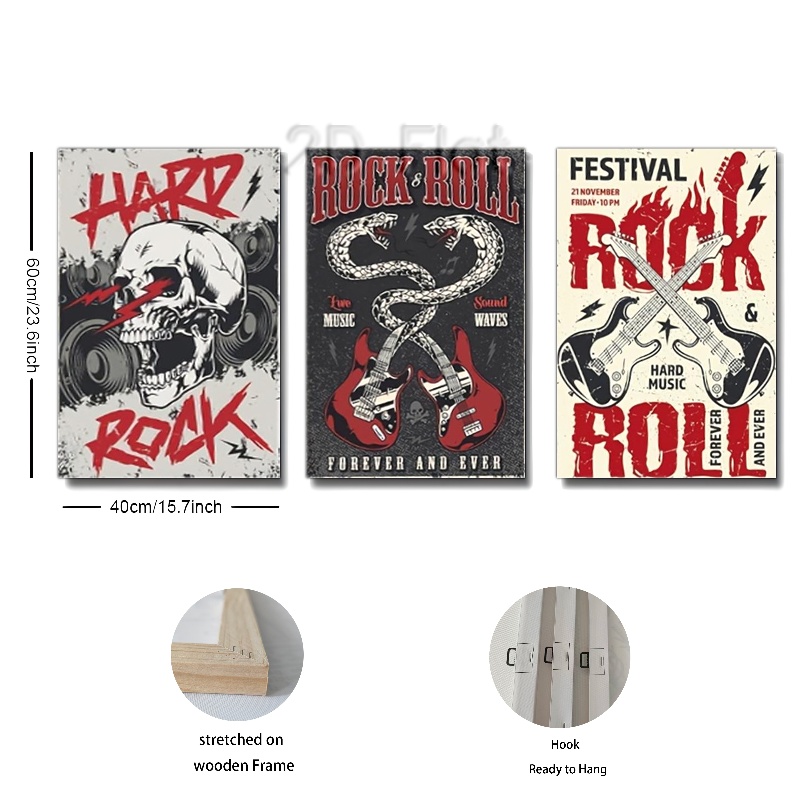 2D Flat
HARD
ROCK
ROCK & ROLL
Live
MUSIC
Sound
WAVES
FOREVER AND EVER
FESTIVAL
21 NOVEMBER
FRIDAY•10 PM
ROCK
&
HARD
MUSIC
ROLL
FOREVER
AND EVER
60cm/23.6inch
40cm/15.7inch
stretched on
wooden Frame
Hook
Ready to Hang